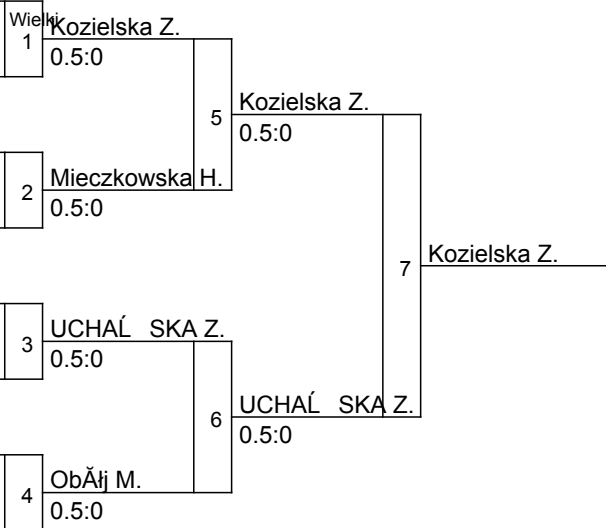 Wielki
1
Kozielska Z.
0.5:0
5
Kozielska Z.
0.5:0
2
Mieczkowska H.
0.5:0
7
Kozielska Z.
3
UCHAĹ SKA Z.
0.5:0
6
UCHAĹ SKA Z.
0.5:0
4
ObĂłj M.
0.5:0